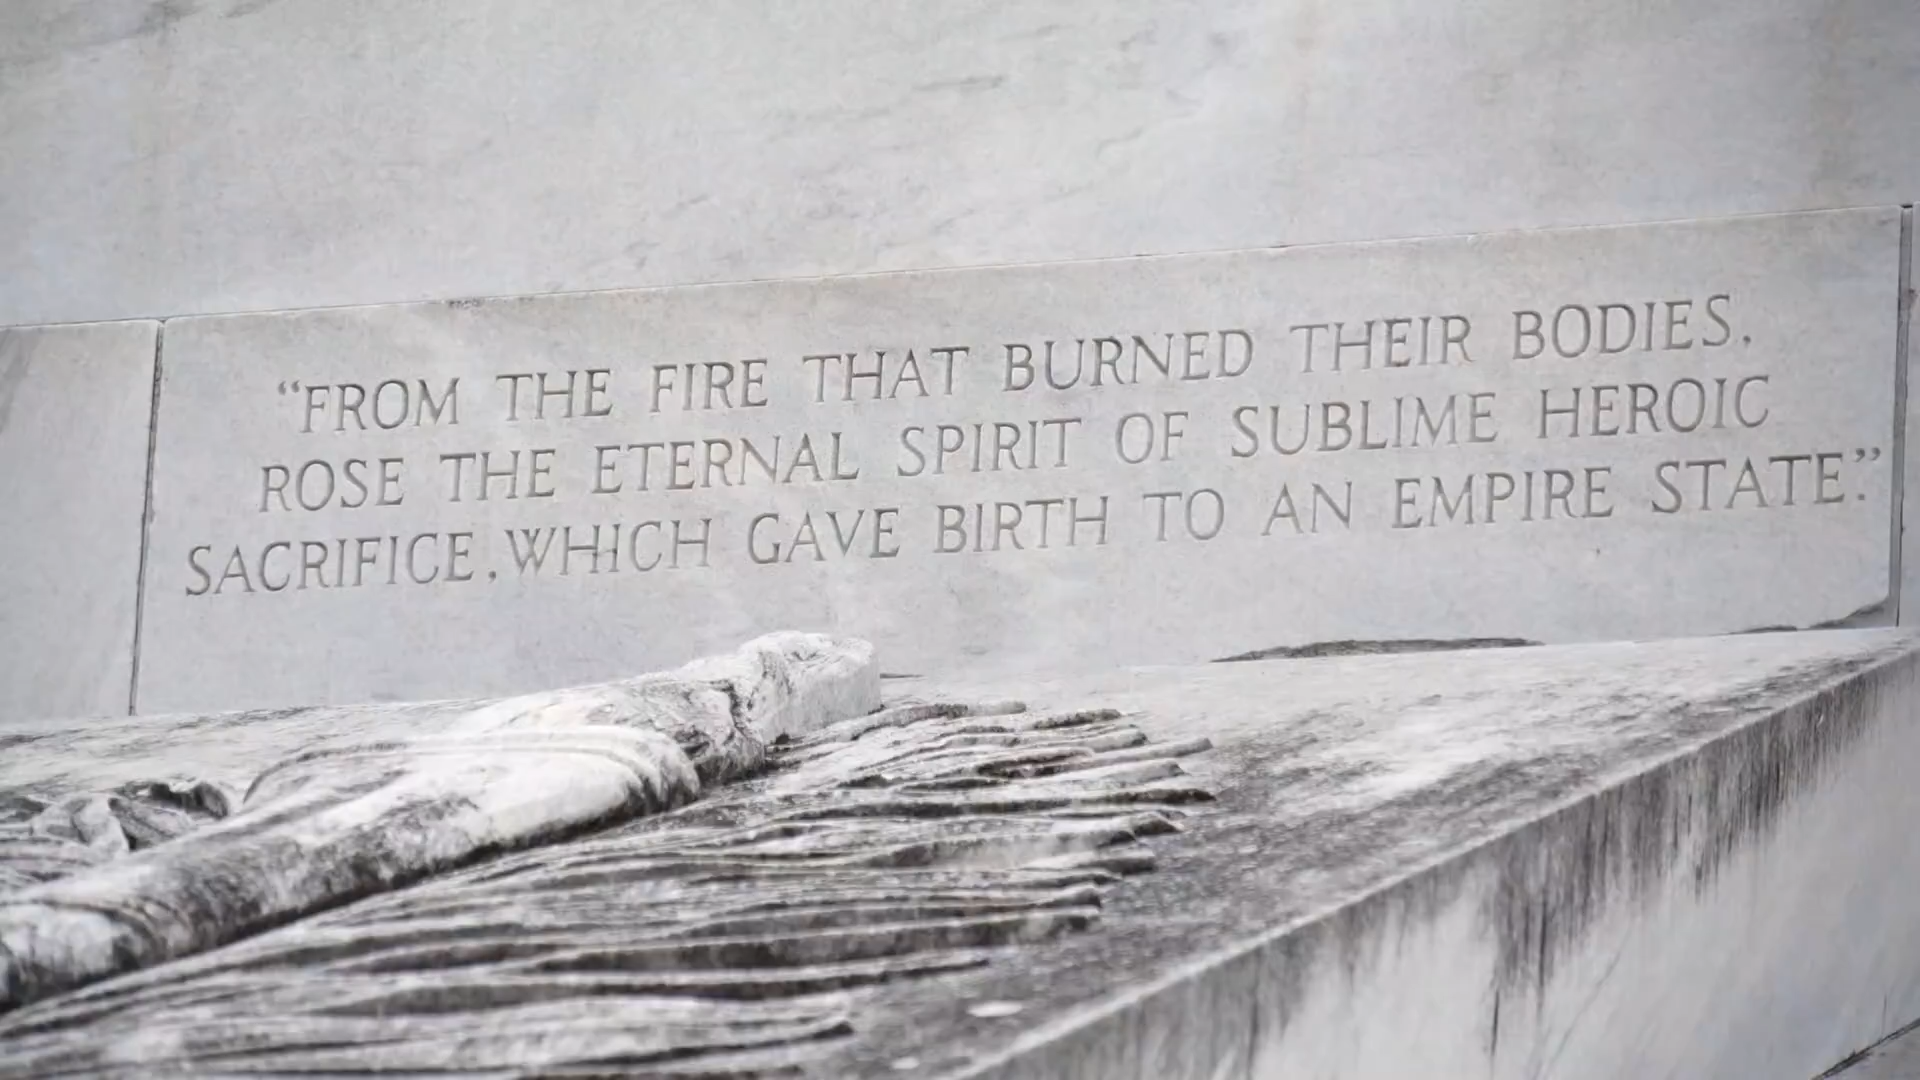 “FROM THE FIRE THAT BURNED THEIR BODIES,
ROSE THE ETERNAL SPIRIT OF SUBLIME HEROIC
SACRIFICE, WHICH GAVE BIRTH TO AN EMPIRE STATE.”